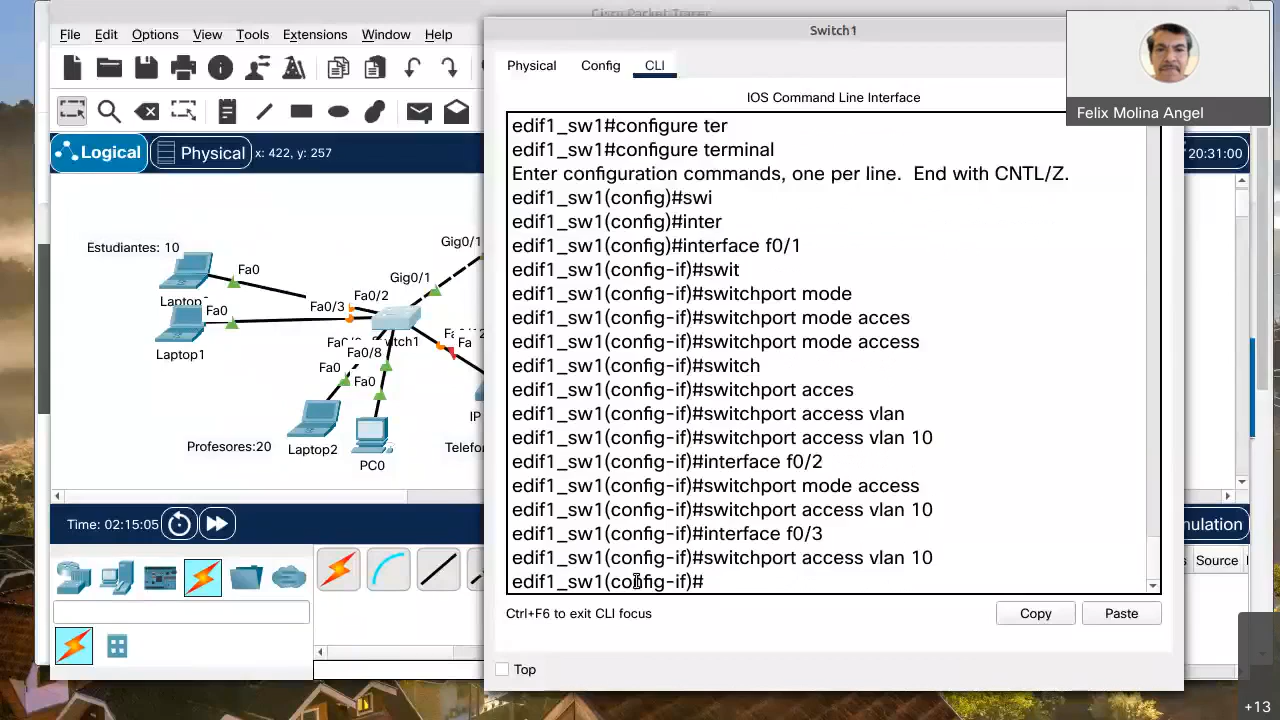 Cisco Packet Tracer
File Edit Options View Tools Extensions Window Help
Switch1
Physical Config CLI
IOS Command Line Interface
Felix Molina Angel
Logical Physical x: 422, y: 257
20:31:00
edif1_sw1#configure ter
edif1_sw1#configure terminal
Enter configuration commands, one per line.  End with CNTL/Z.
edif1_sw1(config)#swi
edif1_sw1(config)#inter
edif1_sw1(config)#interface f0/1
edif1_sw1(config-if)#swit
edif1_sw1(config-if)#switchport mode
edif1_sw1(config-if)#switchport mode acces
edif1_sw1(config-if)#switchport mode access
edif1_sw1(config-if)#switch
edif1_sw1(config-if)#switchport acces
edif1_sw1(config-if)#switchport access vlan
edif1_sw1(config-if)#switchport access vlan 10
edif1_sw1(config-if)#interface f0/2
edif1_sw1(config-if)#switchport mode access
edif1_sw1(config-if)#switchport access vlan 10
edif1_sw1(config-if)#interface f0/3
edif1_sw1(config-if)#switchport access vlan 10
edif1_sw1(config-if)#
Ctrl+F6 to exit CLI focus
Copy Paste
Top
Estudiantes: 10
Gig0/1
Fa0
Gig0/1
Fa0/2
Fa0
Fa0/3
Laptop1
Fa0/8
Fa0
Fa0
IP
Profesores:20
Laptop2
PC0
Telefo
Time: 02:15:05
mulation
Source
+13